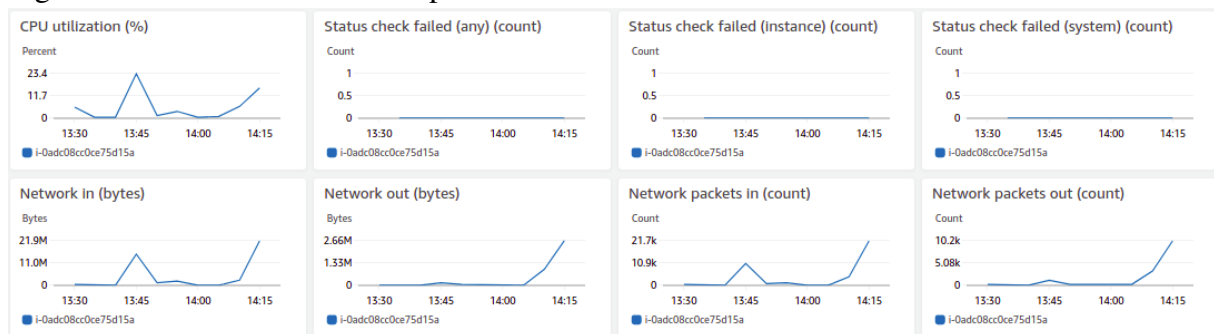 CPU utilization (%)
Percent
23.4
11.7
0
13:30 13:45 14:00 14:15
i-0adc08cc0ce75d15a
Status check failed (any) (count)
Count
1
0.5
0
13:30 13:45 14:00 14:15
i-0adc08cc0ce75d15a
Status check failed (instance) (count)
Count
1
0.5
0
13:30 13:45 14:00 14:15
i-0adc08cc0ce75d15a
Status check failed (system) (count)
Count
1
0.5
0
13:30 13:45 14:00 14:15
i-0adc08cc0ce75d15a
Network in (bytes)
Bytes
21.9M
11.0M
0
13:30 13:45 14:00 14:15
i-0adc08cc0ce75d15a
Network out (bytes)
Bytes
2.66M
1.33M
0
13:30 13:45 14:00 14:15
i-0adc08cc0ce75d15a
Network packets in (count)
Count
21.7k
10.9k
0
13:30 13:45 14:00 14:15
i-0adc08cc0ce75d15a
Network packets out (count)
Count
10.2k
5.08k
0
13:30 13:45 14:00 14:15
i-0adc08cc0ce75d15a